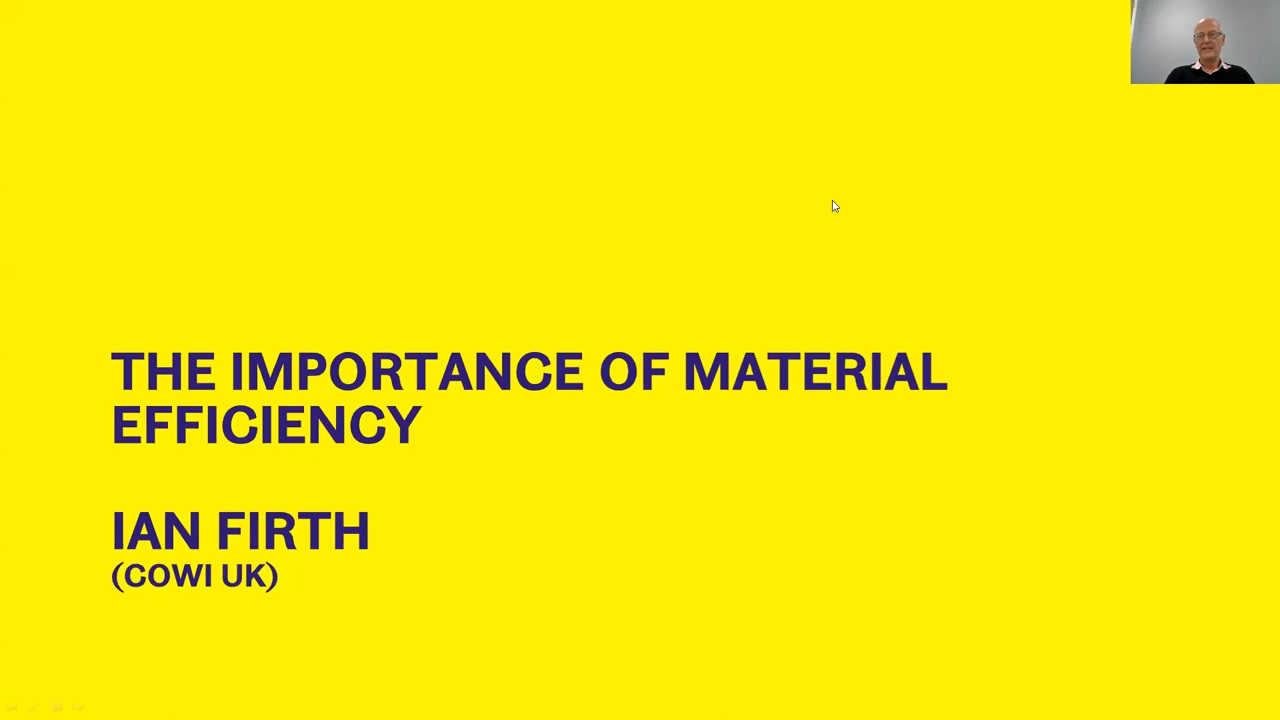 THE IMPORTANCE OF MATERIAL
EFFICIENCY
IAN FIRTH
(COWI UK)